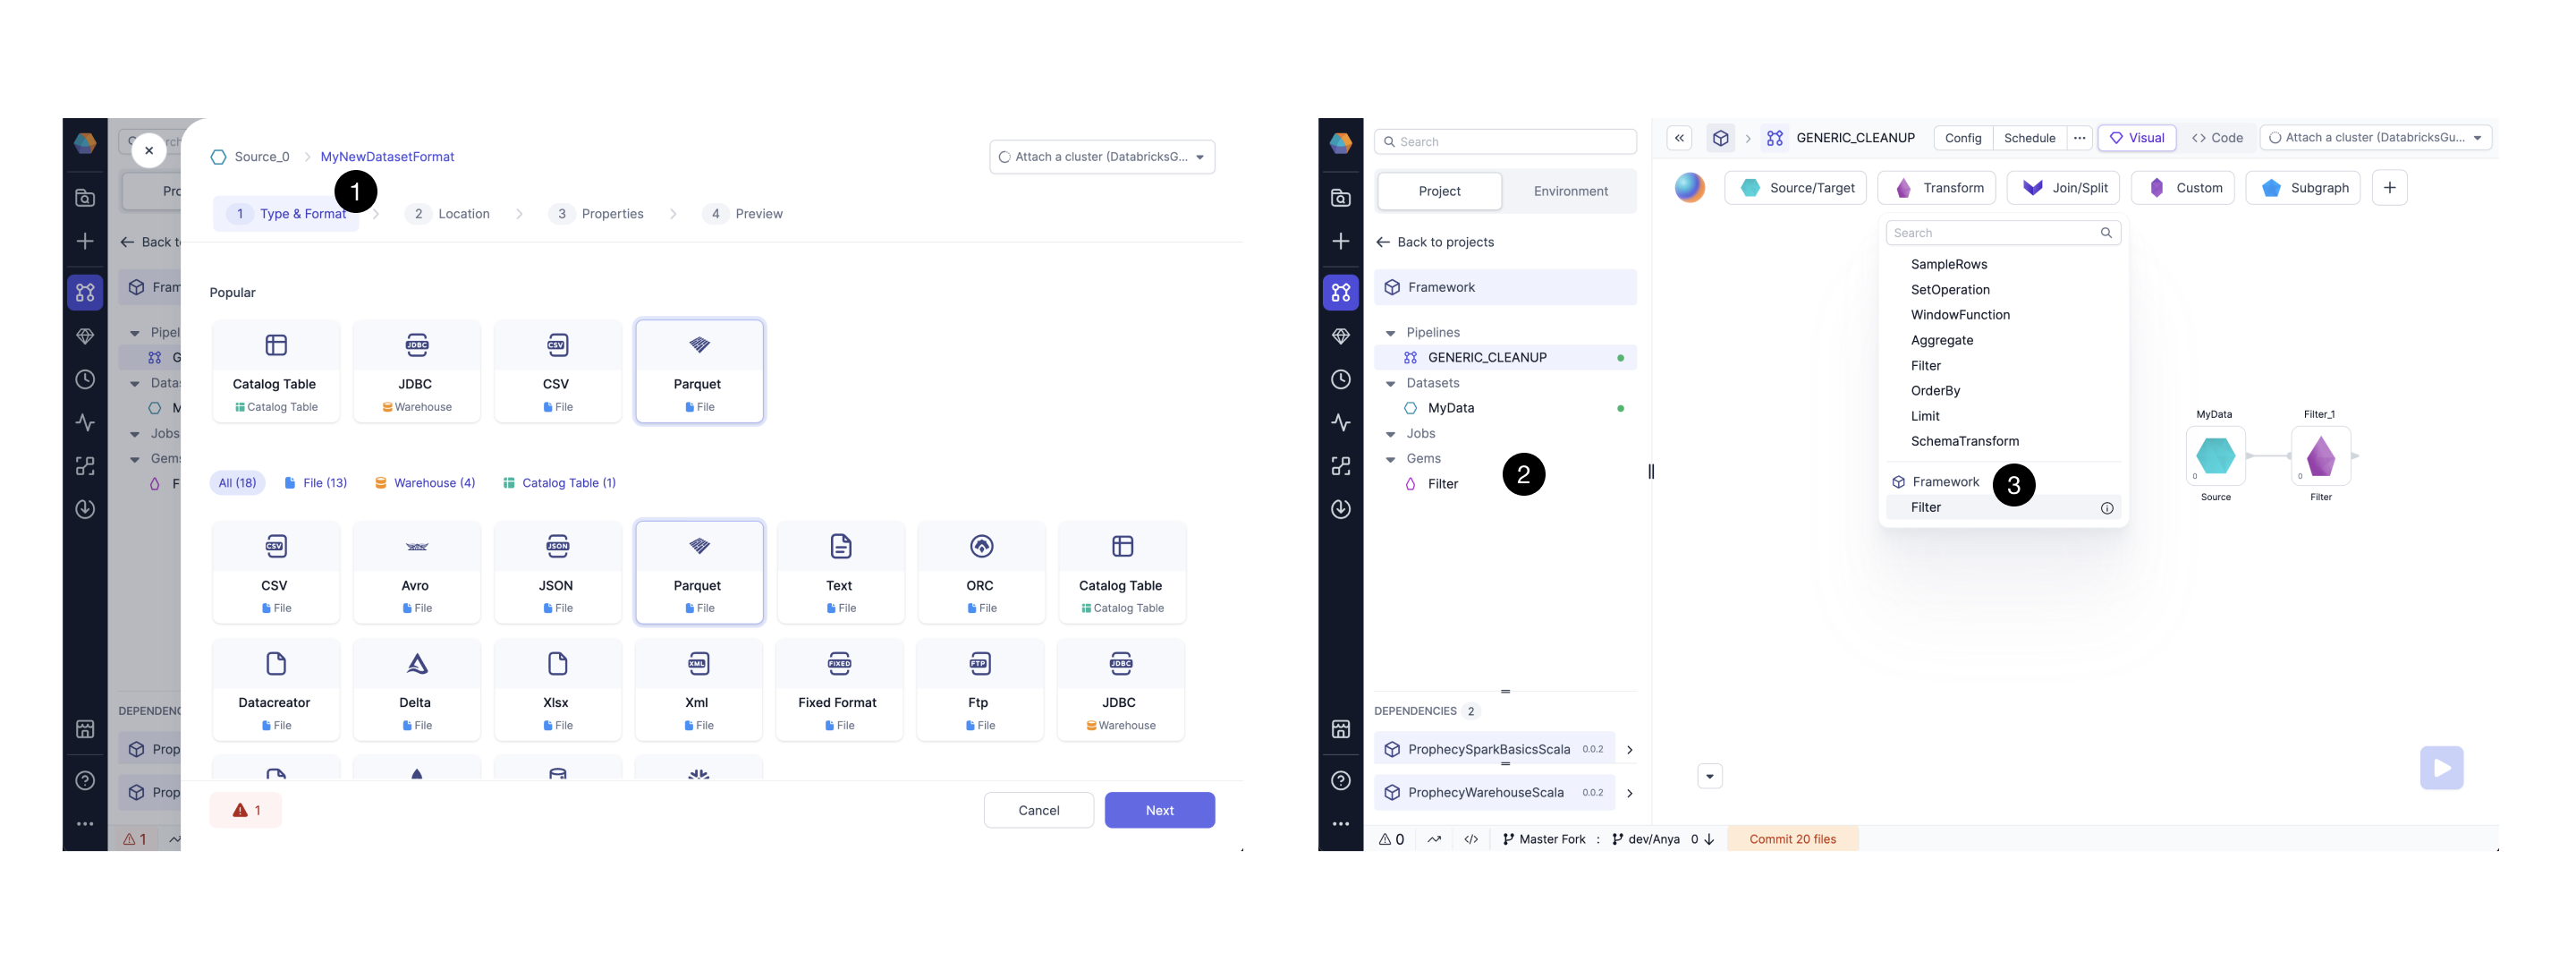 Source_0 MyNewDatasetFormat
Attach a cluster (DatabricksG...
1
1 Type & Format 2 Location 3 Properties 4 Preview
Back t
Fram
Pipel
G
Data
M
Jobs
Gem
F
DEPENDENC
Prop
Prop
1
Popular
Catalog Table JDBC CSV Parquet
Catalog Table Warehouse File File
All (18) File (13) Warehouse (4) Catalog Table (1)
CSV Avro JSON Parquet Text ORC Catalog Table
File File File File File File Catalog Table
Datacreator Delta Xlsx Xml Fixed Format Ftp JDBC
File File File File File File Warehouse
1 Cancel Next
Search
Project Environment
Back to projects
Framework
Pipelines
GENERIC_CLEANUP
Datasets
MyData
Jobs
Gems
Filter
2
DEPENDENCIES 2
ProphecySparkBasicsScala 0.0.2
ProphecyWarehouseScala 0.0.2
0 Master Fork : dev/Anya 0 Commit 20 files
GENERIC_CLEANUP Config Schedule ... Visual Code Attach a cluster (DatabricksGu...
Source/Target Transform Join/Split Custom Subgraph
Search
SampleRows
SetOperation
WindowFunction
Aggregate
Filter
OrderBy
Limit
SchemaTransform
Framework
3
Filter
MyData Filter_1
0 0
Source Filter